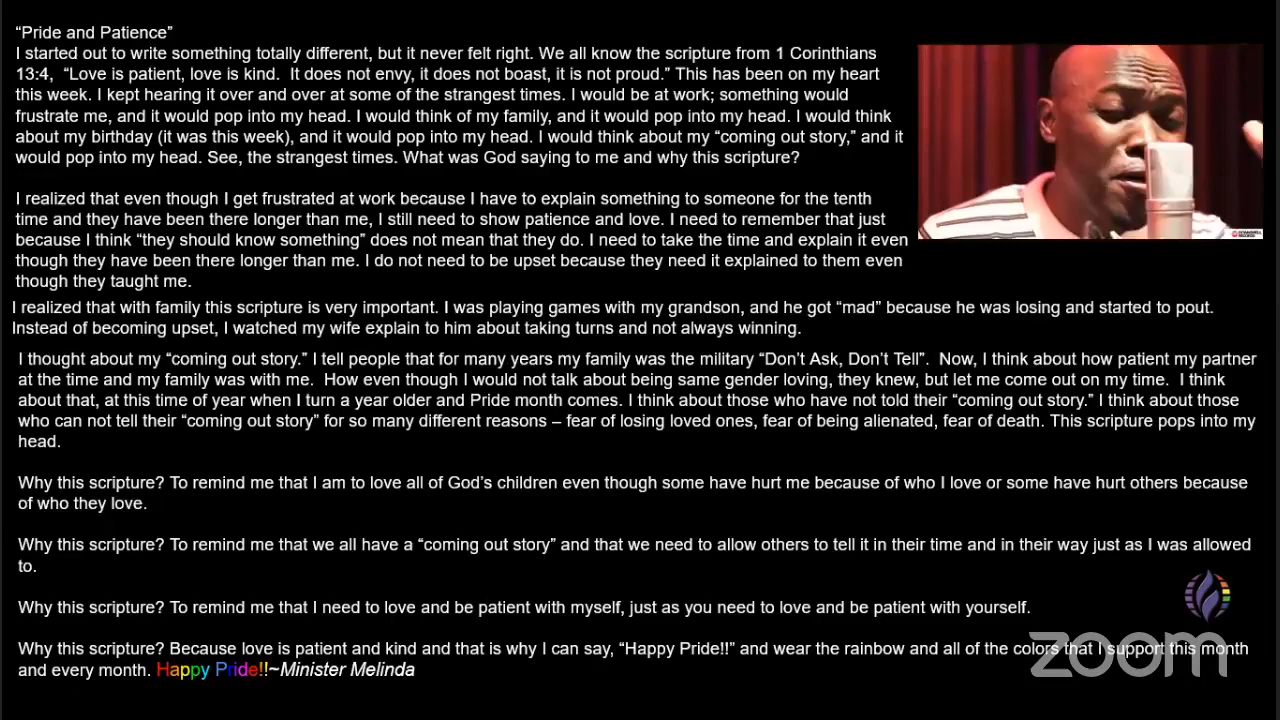 “Pride and Patience”
I started out to write something totally different, but it never felt right. We all know the scripture from 1 Corinthians
13:4,  “Love is patient, love is kind.  It does not envy, it does not boast, it is not proud.” This has been on my heart
this week. I kept hearing it over and over at some of the strangest times. I would be at work; something would
frustrate me, and it would pop into my head. I would think of my family, and it would pop into my head. I would think
about my birthday (it was this week), and it would pop into my head. I would think about my “coming out story,” and it
would pop into my head. See, the strangest times. What was God saying to me and why this scripture?
I realized that even though I get frustrated at work because I have to explain something to someone for the tenth
time and they have been there longer than me, I still need to show patience and love. I need to remember that just
because I think “they should know something” does not mean that they do. I need to take the time and explain it even
though they have been there longer than me. I do not need to be upset because they need it explained to them even
though they taught me.
I realized that with family this scripture is very important. I was playing games with my grandson, and he got “mad” because he was losing and started to pout.
Instead of becoming upset, I watched my wife explain to him about taking turns and not always winning.
I thought about my “coming out story.” I tell people that for many years my family was the military “Don’t Ask, Don’t Tell”.  Now, I think about how patient my partner
at the time and my family was with me.  How even though I would not talk about being same gender loving, they knew, but let me come out on my time.  I think
about that, at this time of year when I turn a year older and Pride month comes. I think about those who have not told their “coming out story.” I think about those
who can not tell their “coming out story” for so many different reasons – fear of losing loved ones, fear of being alienated, fear of death. This scripture pops into my
head.
Why this scripture? To remind me that I am to love all of God’s children even though some have hurt me because of who I love or some have hurt others because
of who they love.
Why this scripture? To remind me that we all have a “coming out story” and that we need to allow others to tell it in their time and in their way just as I was allowed
to.
Why this scripture? To remind me that I need to love and be patient with myself, just as you need to love and be patient with yourself.
Why this scripture? Because love is patient and kind and that is why I can say, “Happy Pride!!” and wear the rainbow and all of the colors that I support this month
and every month. Happy Pride!!~Minister Melinda
zoom